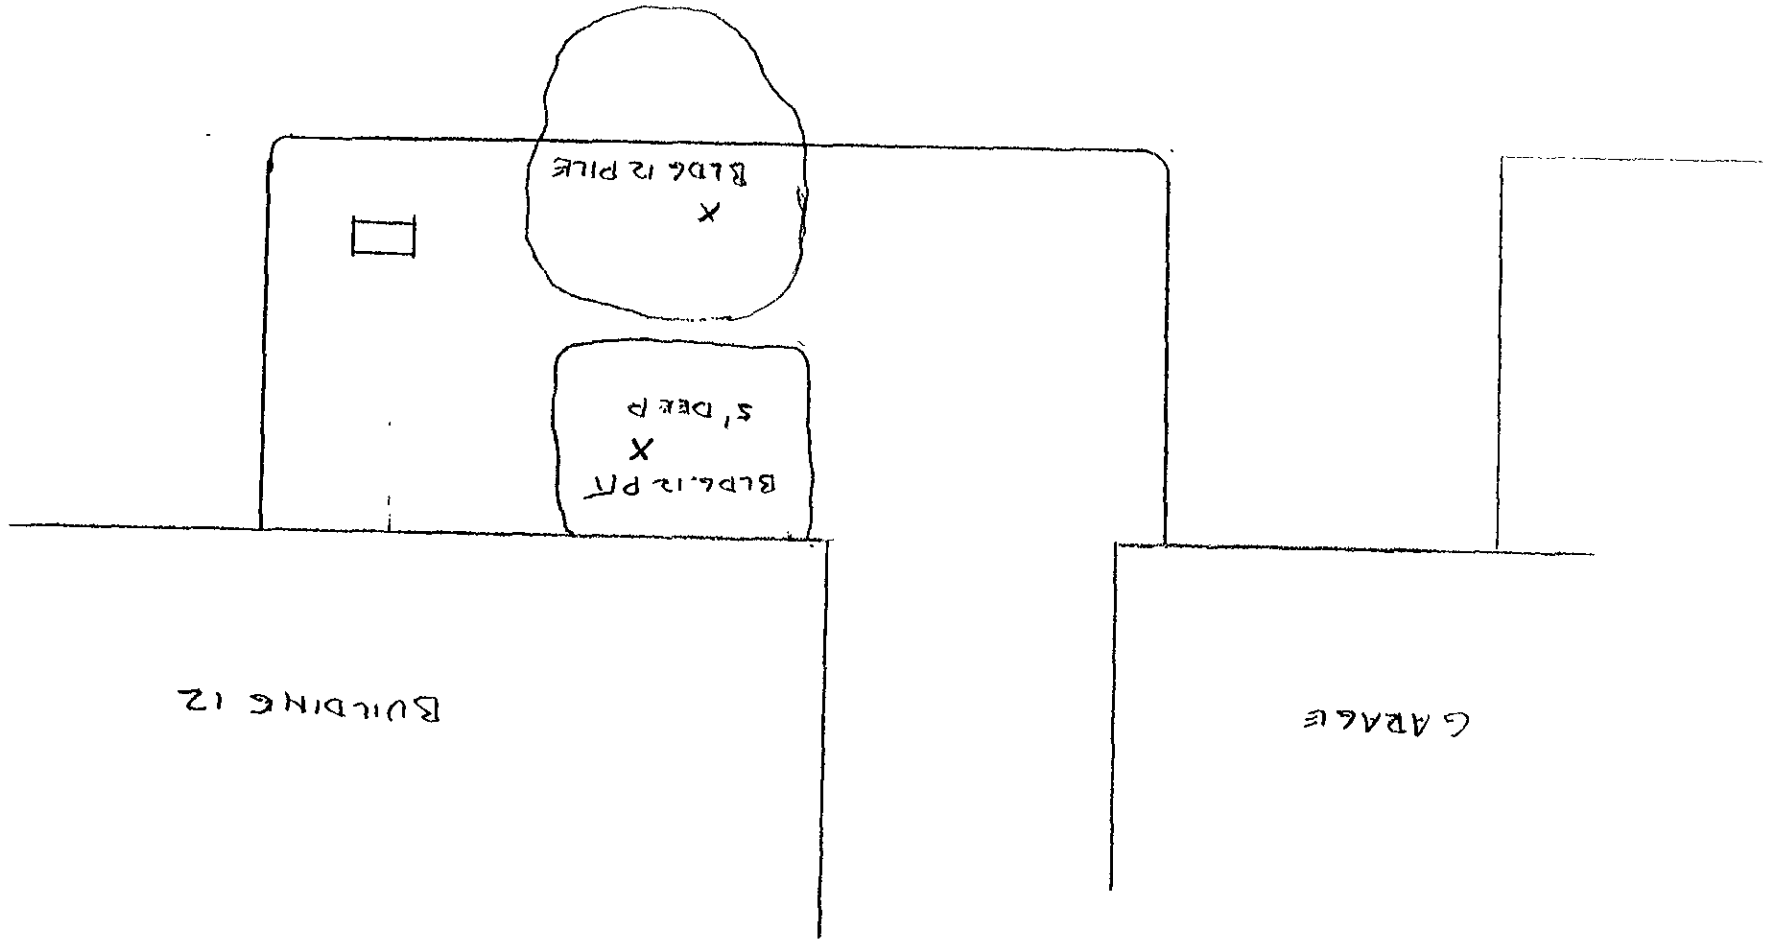 GARAGE
BUILDING 12
BLDG.12 PIT
X
5' DEEP
X
BLDG 12 PILE